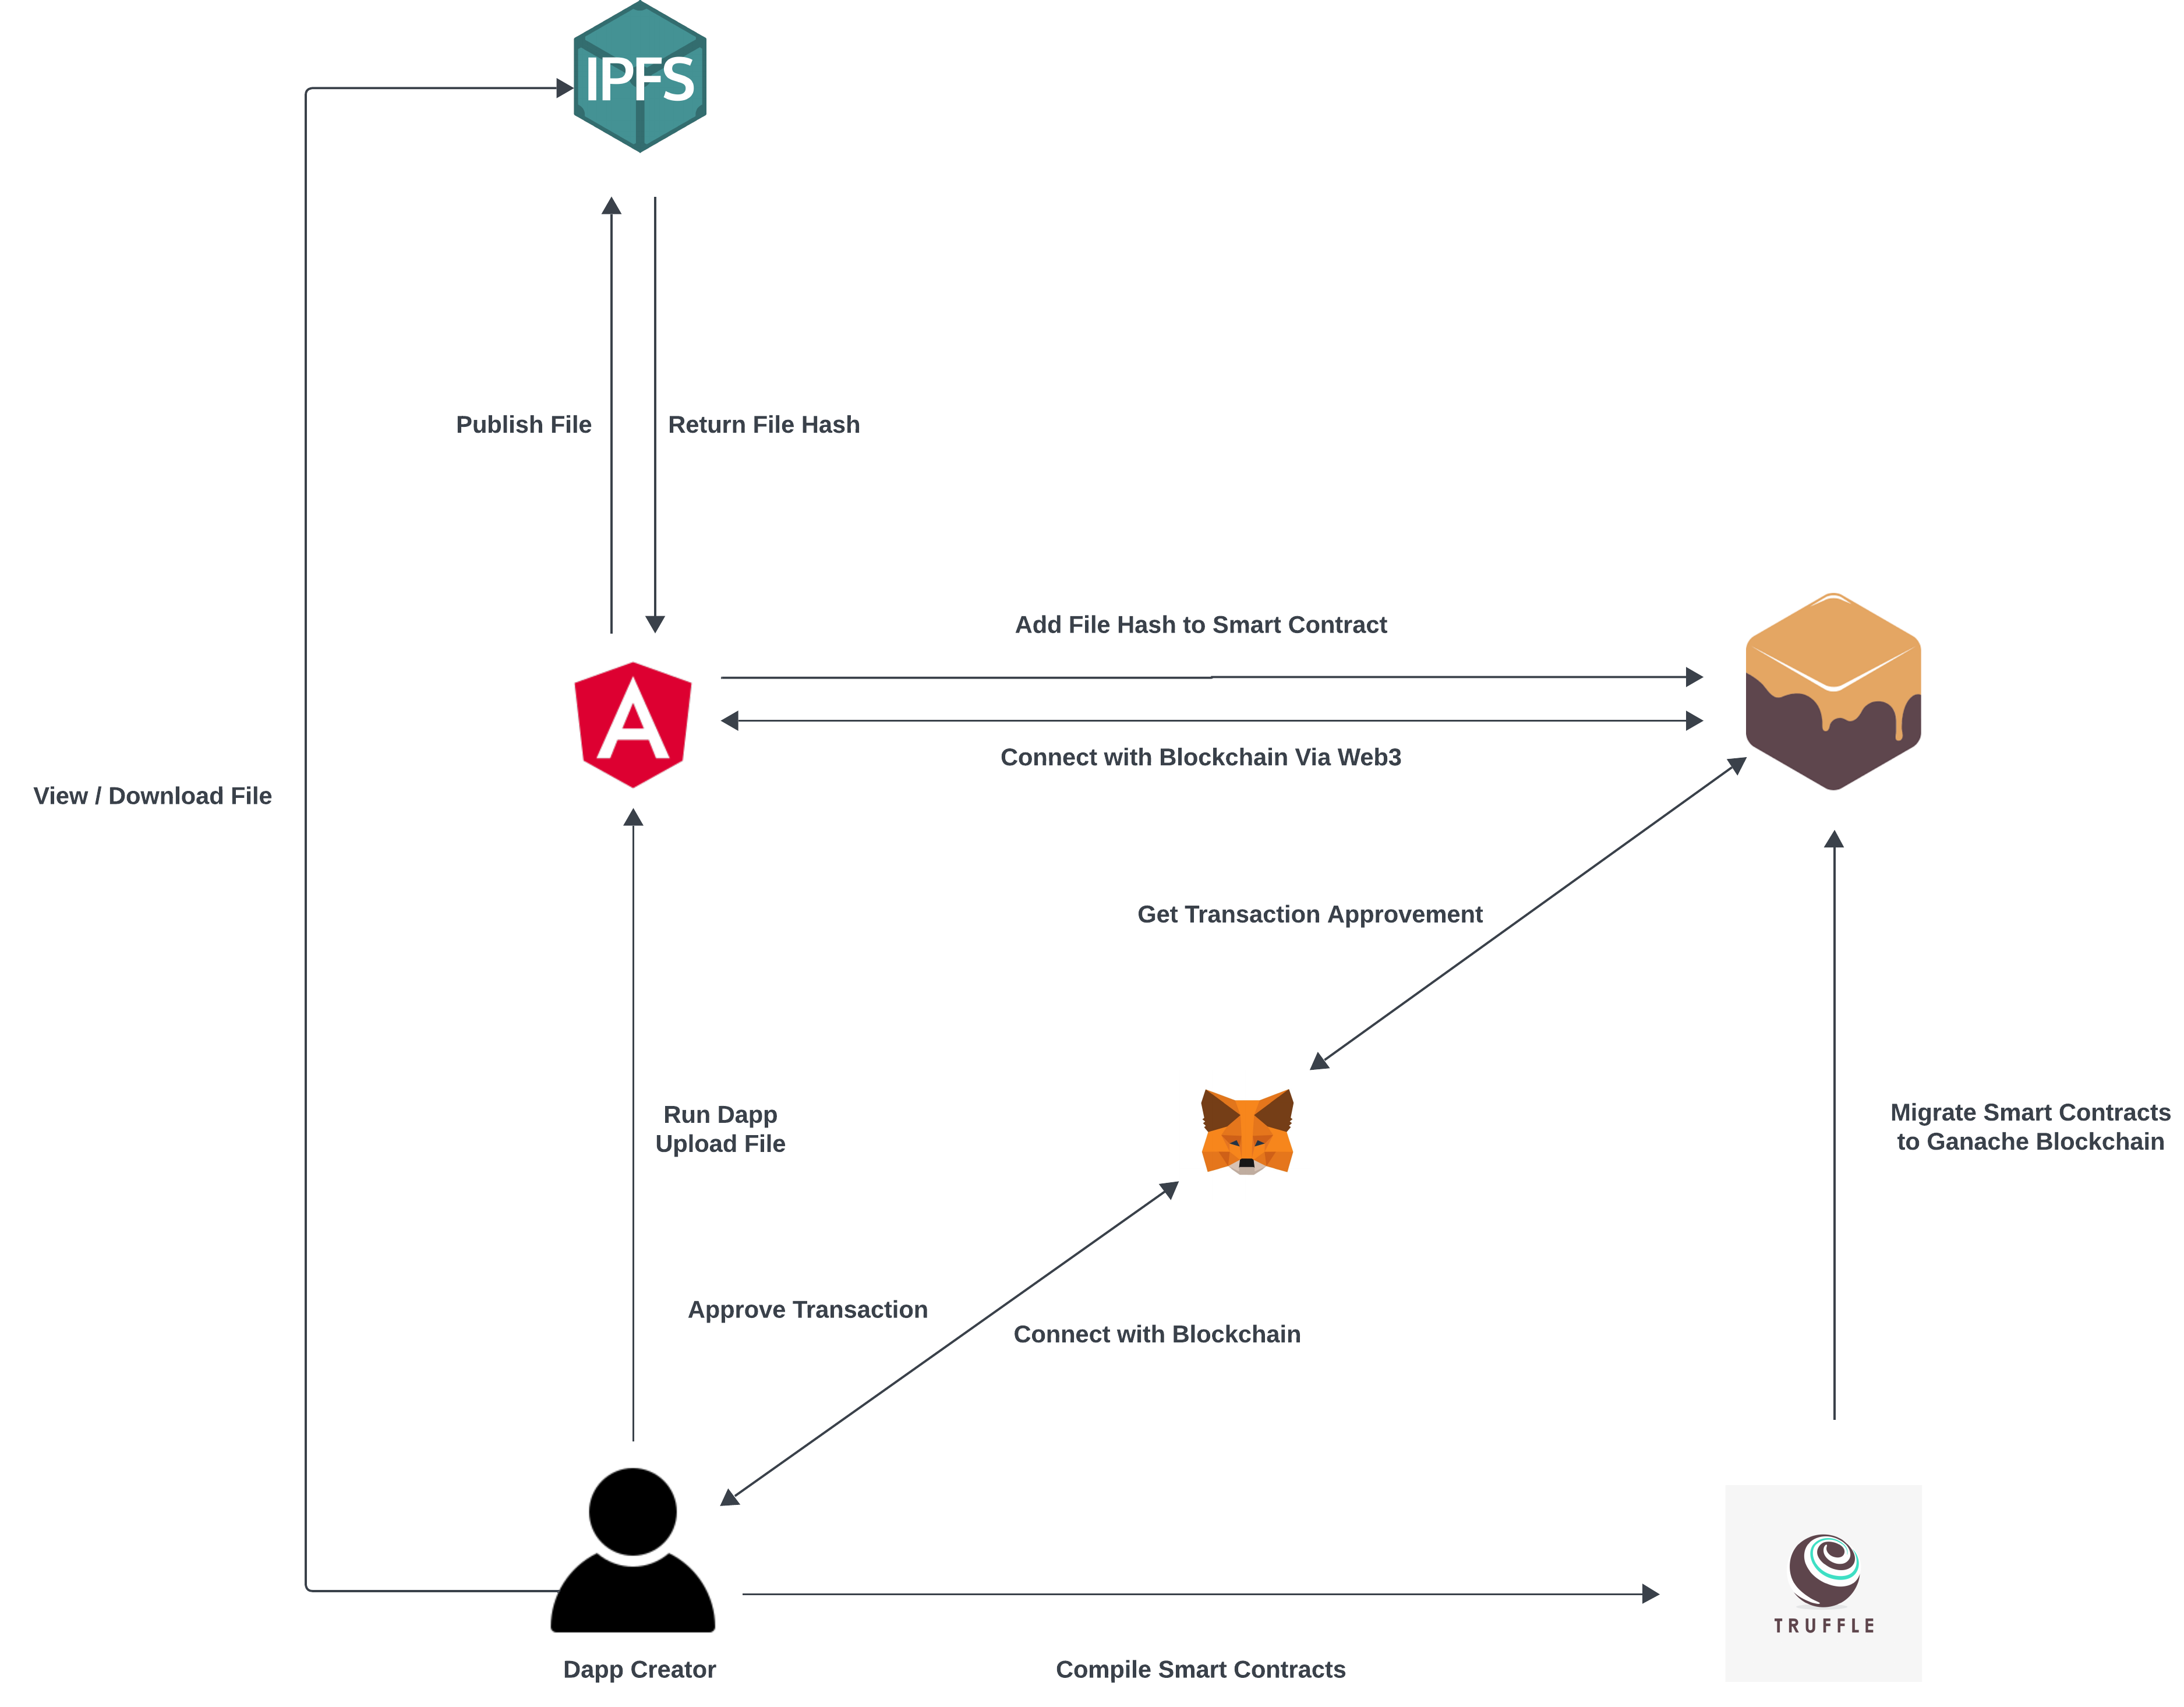 IPFS
Publish File
Return File Hash
Add File Hash to Smart Contract
Connect with Blockchain Via Web3
View / Download File
Get Transaction Approvement
Run Dapp
Upload File
Migrate Smart Contracts
to Ganache Blockchain
Approve Transaction
Connect with Blockchain
TRUFFLE
Dapp Creator
Compile Smart Contracts